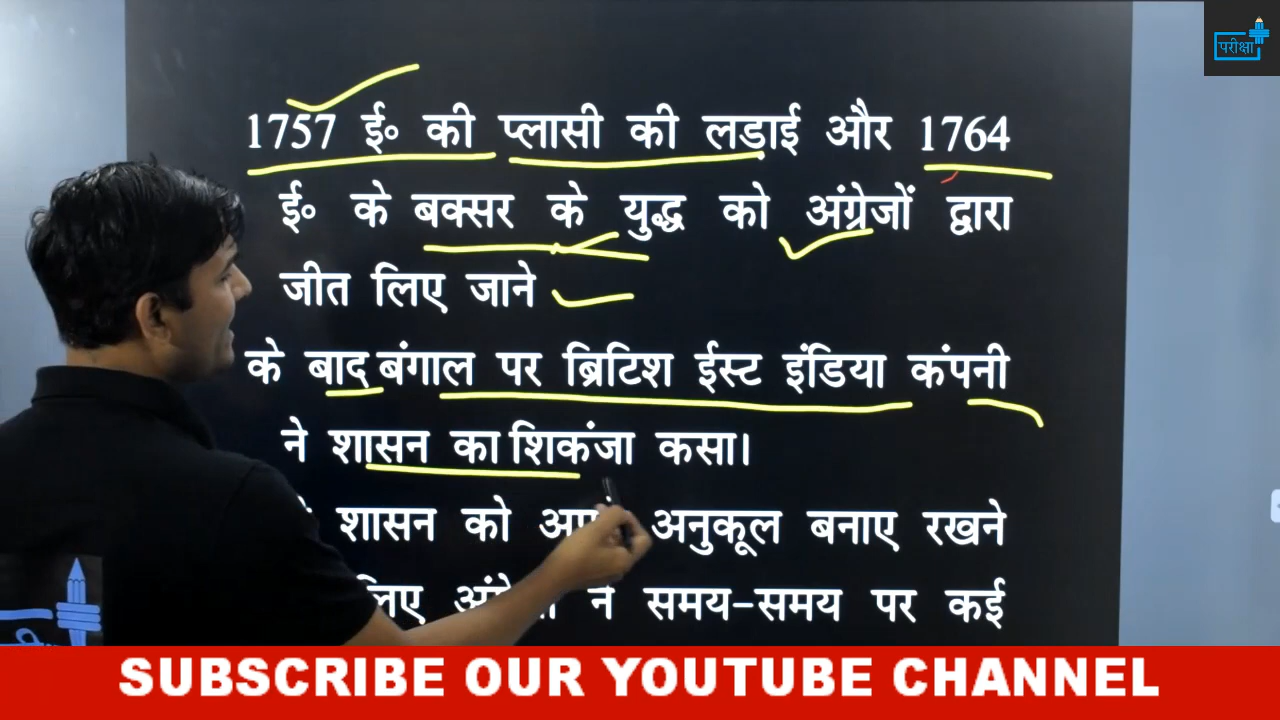 परीक्षा
1757 ई० की प्लासी की लडाई और 1764
ई० के बक्सर के युद्ध को अंग्रेजों द्वारा
जीत लिए जाने
के बाद बंगाल पर ब्रिटिश ईस्ट इंडिया कंपनी
ने शासन का शिकंजा कसा।
शासन को अनुकूल बनाए रखने
ने समय-समय पर कई
SUBSCRIBE OUR YOUTUBE CHANNEL